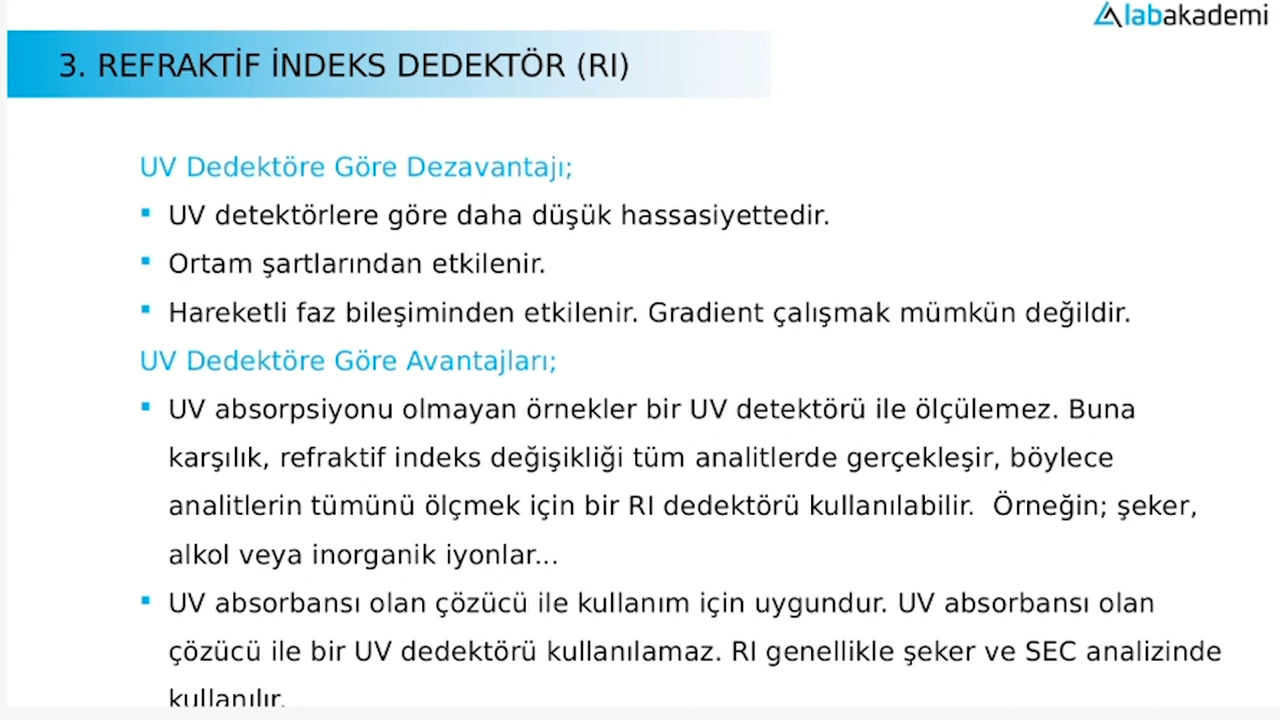 labakademi
3. REFRAKTİF İNDEKS DEDEKTÖR (RI)
UV Dedektöre Göre Dezavantajı;
▪ UV detektörlere göre daha düşük hassasiyettedir.
▪ Ortam şartlarından etkilenir.
▪ Hareketli faz bileşiminden etkilenir. Gradient çalışmak mümkün değildir.
UV Dedektöre Göre Avantajları;
▪ UV absorpsiyonu olmayan örnekler bir UV detektörü ile ölçülemez. Buna
karşılık, refraktif indeks değişikliği tüm analitlerde gerçekleşir, böylece
analitlerin tümünü ölçmek için bir RI dedektörü kullanılabilir.  Örneğin; şeker,
alkol veya inorganik iyonlar...
▪ UV absorbansı olan çözücü ile kullanım için uygundur. UV absorbansı olan
çözücü ile bir UV dedektörü kullanılamaz. RI genellikle şeker ve SEC analizinde
kullanılır.